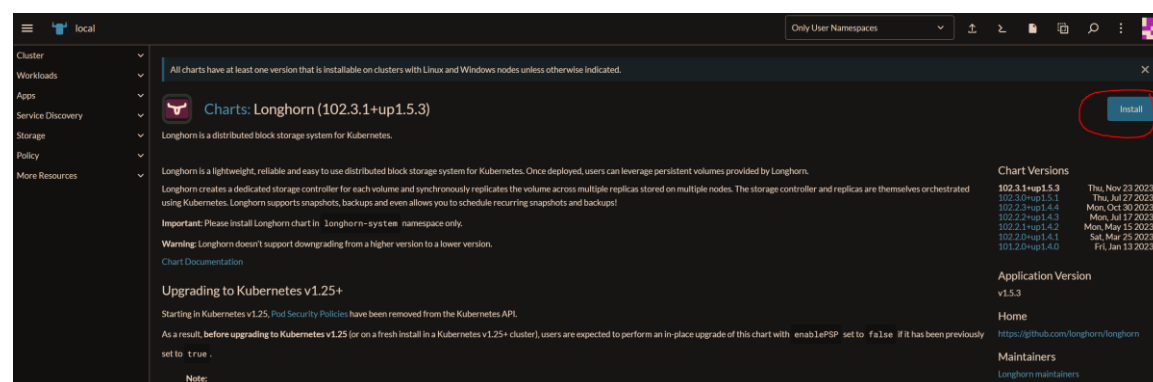 local
Only User Namespaces
Cluster
Workloads
Apps
Service Discovery
Storage
Policy
More Resources
All charts have at least one version that is installable on clusters with Linux and Windows nodes unless otherwise indicated.
Charts: Longhorn (102.3.1+up1.5.3)
Install
Longhorn is a distributed block storage system for Kubernetes.
Longhorn is a lightweight, reliable and easy to use distributed block storage system for Kubernetes. Once deployed, users can leverage persistent volumes provided by Longhorn.
Longhorn creates a dedicated storage controller for each volume and synchronously replicates the volume across multiple replicas stored on multiple nodes. The storage controller and replicas are themselves orchestrated
using Kubernetes. Longhorn supports snapshots, backups and even allows you to schedule recurring snapshots and backups!
Important: Please install Longhorn chart in longhorn-system namespace only.
Warning: Longhorn doesn't support downgrading from a higher version to a lower version.
Chart Documentation
Upgrading to Kubernetes v1.25+
Starting in Kubernetes v1.25, Pod Security Policies have been removed from the Kubernetes API.
As a result, before upgrading to Kubernetes v1.25 (or on a fresh install in a Kubernetes v1.25+ cluster), users are expected to perform an in-place upgrade of this chart with enablePSP set to false if it has been previously
set to true .
Note:
Chart Versions
102.3.1+up1.5.3 Thu, Nov 23 2023
102.3.0+up1.5.1 Thu, Jul 27 2023
102.2.3+up1.4.4 Mon, Oct 30 2023
102.2.2+up1.4.3 Mon, Jul 17 2023
102.2.1+up1.4.2 Mon, May 15 2023
102.2.0+up1.4.1 Sat, Mar 25 2023
101.2.0+up1.4.0 Fri, Jan 13 2023
Application Version
v1.5.3
Home
https://github.com/longhorn/longhorn
Maintainers
Longhorn maintainers